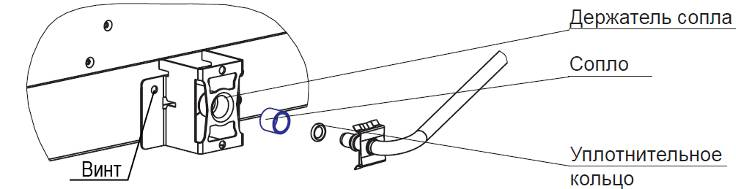 Держатель сопла
Сопло
Уплотнительное
кольцо
Винт